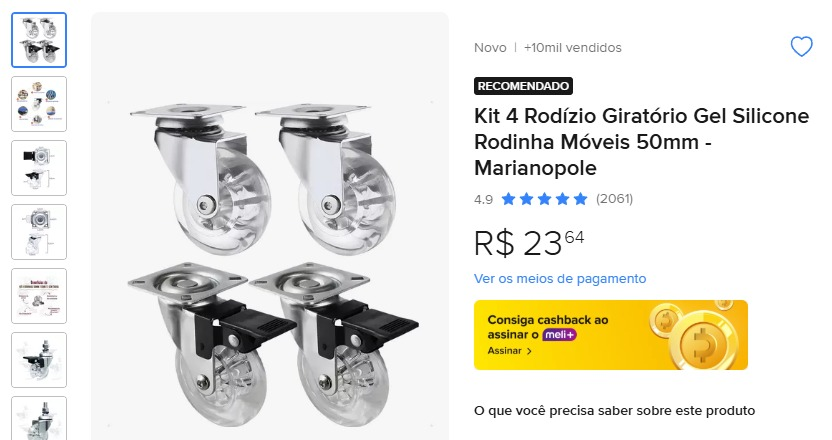 Novo | +10mil vendidos
RECOMENDADO
Kit 4 Rodízio Giratório Gel Silicone
Rodinha Móveis 50mm -
Marianopole
4.9 (2061)
R$ 23 64
Ver os meios de pagamento
Consiga cashback ao
assinar o meli+
Assinar >
O que você precisa saber sobre este produto